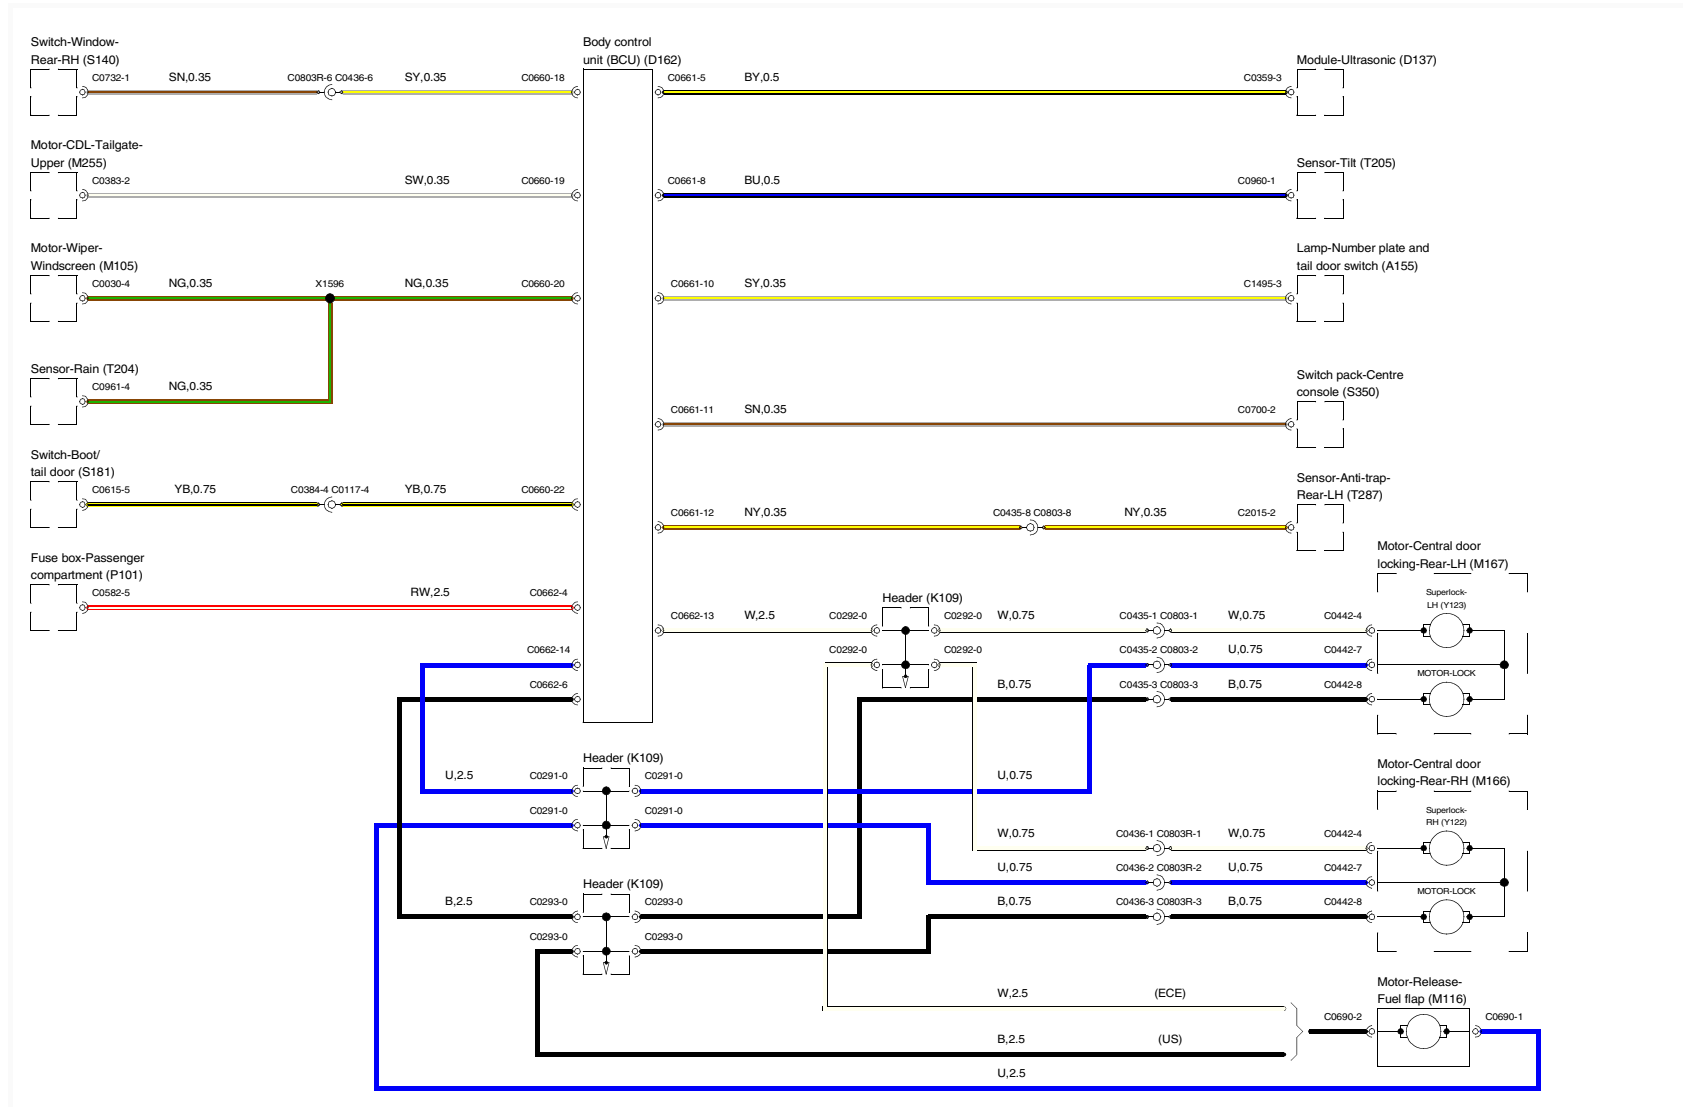 Switch-Window-
Rear-RH (S140)
C0732-1
SN,0.35
C0803R-6 C0436-6
SY,0.35
C0660-18
Body control
unit (BCU) (D162)
C0661-5
BY,0.5
C0359-3
Module-Ultrasonic (D137)
Motor-CDL-Tailgate-
Upper (M255)
C0383-2
SW,0.35
C0660-19
C0661-8
BU,0.5
C0960-1
Sensor-Tilt (T205)
Motor-Wiper-
Windscreen (M105)
C0030-4
NG,0.35
X1596
NG,0.35
C0660-20
C0661-10
SY,0.35
C1495-3
Lamp-Number plate and
tail door switch (A155)
Sensor-Rain (T204)
C0961-4
NG,0.35
C0661-11
SN,0.35
C0700-2
Switch pack-Centre
console (S350)
Switch-Boot/
tail door (S181)
C0615-5
YB,0.75
C0384-4 C0117-4
YB,0.75
C0660-22
C0661-12
NY,0.35
C0435-8 C0803-8
NY,0.35
C2015-2
Sensor-Anti-trap-
Rear-LH (T287)
Fuse box-Passenger
compartment (P101)
C0582-5
RW,2.5
C0662-4
C0662-13
W,2.5
C0292-0
Header (K109)
C0292-0
W,0.75
C0435-1 C0803-1
W,0.75
C0442-4
Motor-Central door
locking-Rear-LH (M167)
Superlock-
LH (Y123)
C0662-14
C0292-0
C0292-0
C0435-2 C0803-2
U,0.75
C0442-7
MOTOR-LOCK
C0662-6
B,0.75
C0435-3 C0803-3
B,0.75
C0442-8
Header (K109)
U,2.5
C0291-0
C0291-0
U,0.75
C0291-0
C0291-0
Motor-Central door
locking-Rear-RH (M166)
Superlock-
RH (Y122)
W,0.75
C0436-1 C0803R-1
W,0.75
C0442-4
U,0.75
C0436-2 C0803R-2
U,0.75
C0442-7
MOTOR-LOCK
Header (K109)
B,2.5
C0293-0
C0293-0
B,0.75
C0436-3 C0803R-3
B,0.75
C0442-8
C0293-0
C0293-0
W,2.5
(ECE)
Motor-Release-
Fuel flap (M116)
C0690-2
C0690-1
B,2.5
(US)
U,2.5